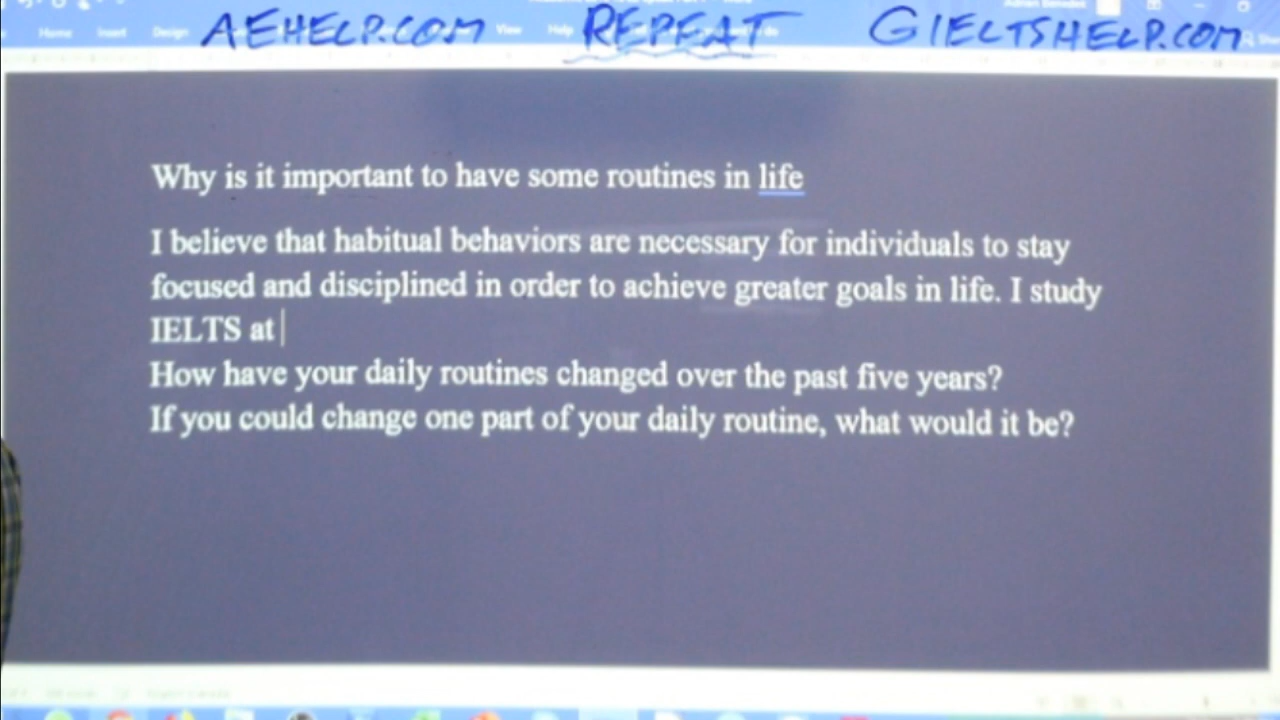 AEHELP.COM REPEAT GIELTSHELP.COM
Home Insert Design View Help
Why is it important to have some routines in life
I believe that habitual behaviors are necessary for individuals to stay
focused and disciplined in order to achieve greater goals in life. I study
IELTS at
How have your daily routines changed over the past five years?
If you could change one part of your daily routine, what would it be?